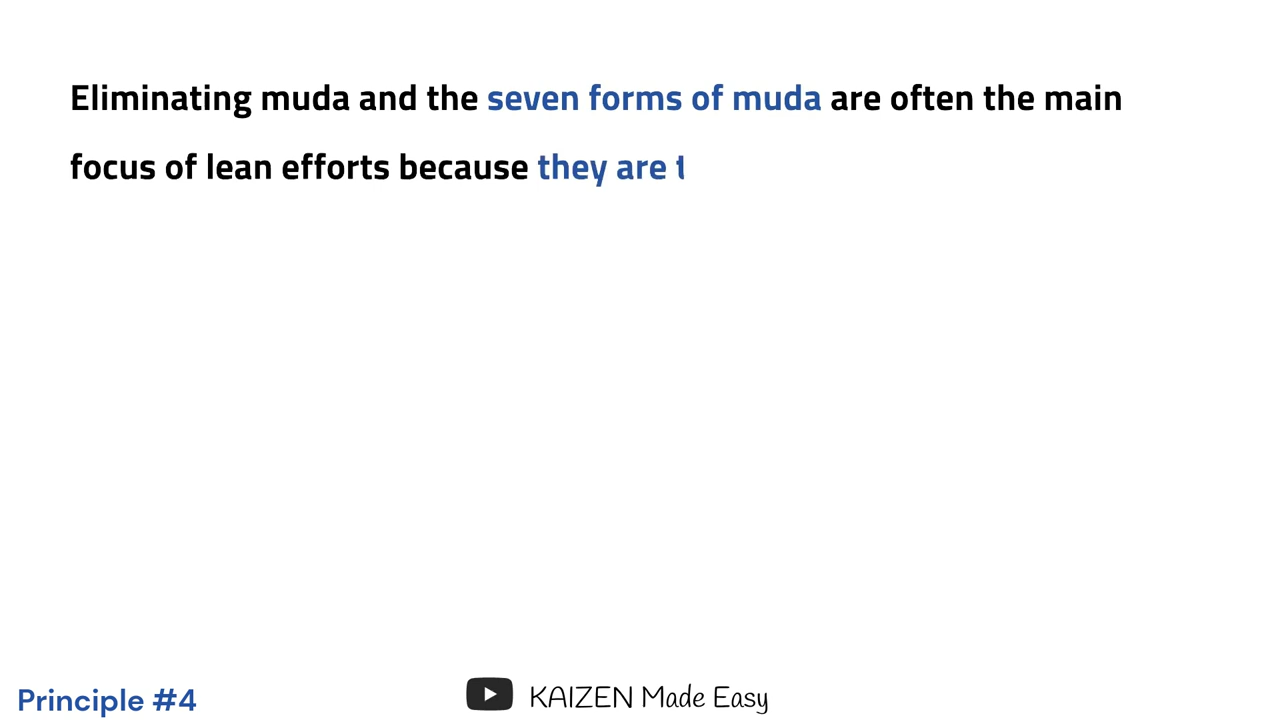 Eliminating muda and the seven forms of muda are often the main
focus of lean efforts because they are
Principle #4
KAIZEN Made Easy